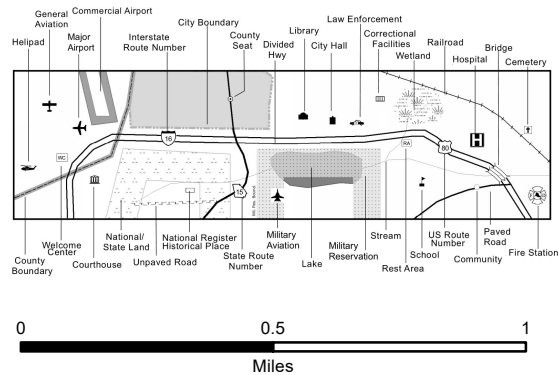 General
Aviation
Commercial Airport
Helipad
Major
Airport
Interstate
Route Number
City Boundary
County
Seat
Divided
Hwy
Library
City Hall
Law Enforcement
Correctional
Facilities
Wetland
Railroad
Hospital
Bridge
Cemetery
WC
16
15
RA
80
H
County
Boundary
Welcome
Center
Courthouse
National/
State Land
Unpaved Road
National Register
Historical Place
State Route
Number
Military
Aviation
Lake
Military
Reservation
Stream
Rest Area
School
US Route
Number
Community
Paved
Road
Fire Station
0
0.5
1
Miles